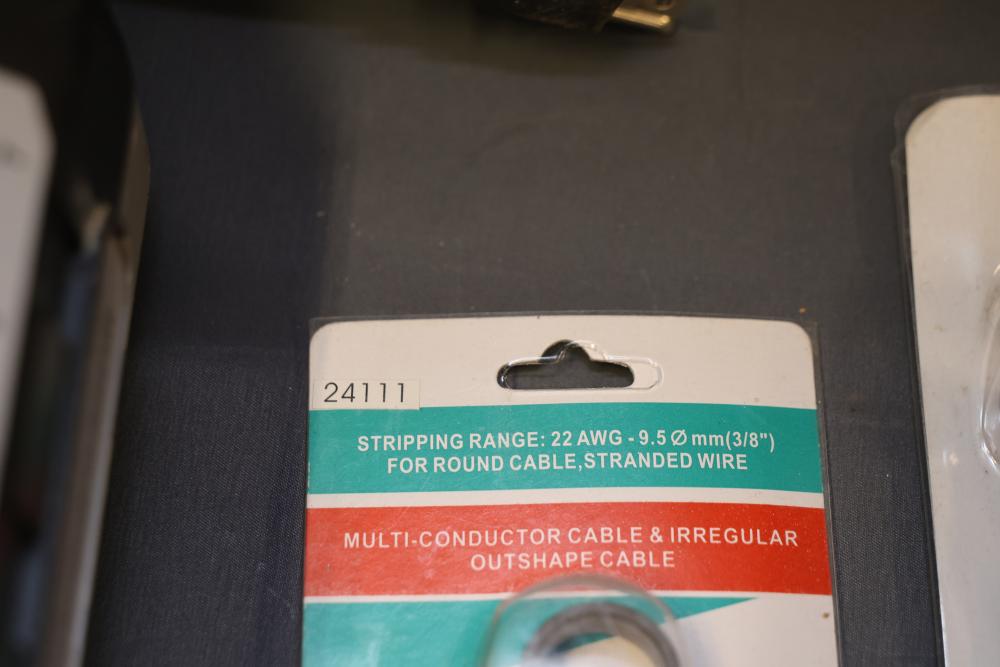 24111
STRIPPING RANGE: 22 AWG - 9.5 Ø mm(3/8")
FOR ROUND CABLE,STRANDED WIRE
MULTI-CONDUCTOR CABLE & IRREGULAR
OUTSHAPE CABLE